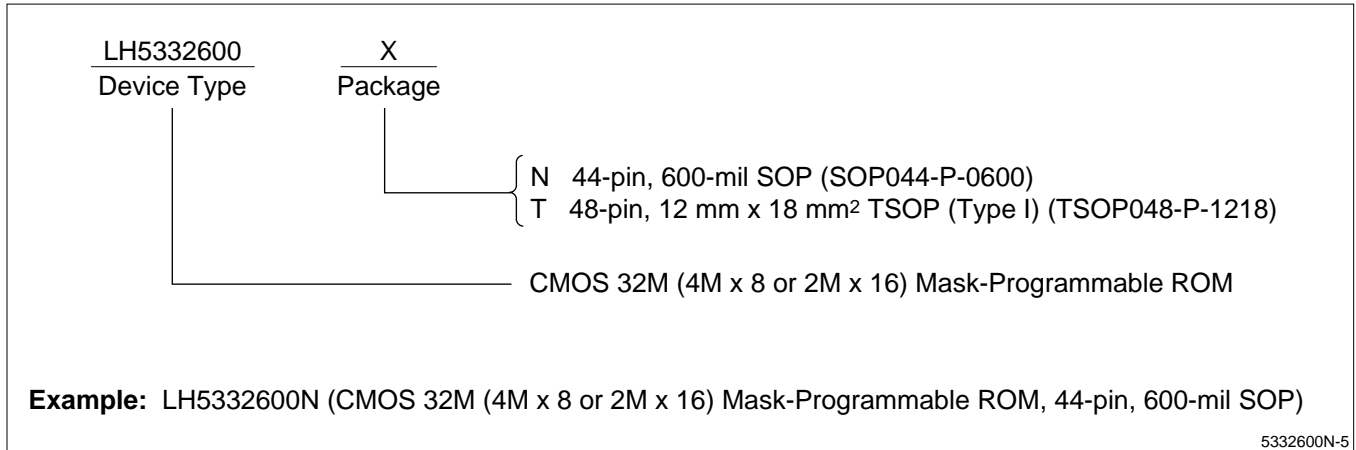 LH5332600 X
Device Type Package
N 44-pin, 600-mil SOP (SOP044-P-0600)
T 48-pin, 12 mm x 18 mm² TSOP (Type I) (TSOP048-P-1218)
CMOS 32M (4M x 8 or 2M x 16) Mask-Programmable ROM
Example: LH5332600N (CMOS 32M (4M x 8 or 2M x 16) Mask-Programmable ROM, 44-pin, 600-mil SOP)
5332600N-5